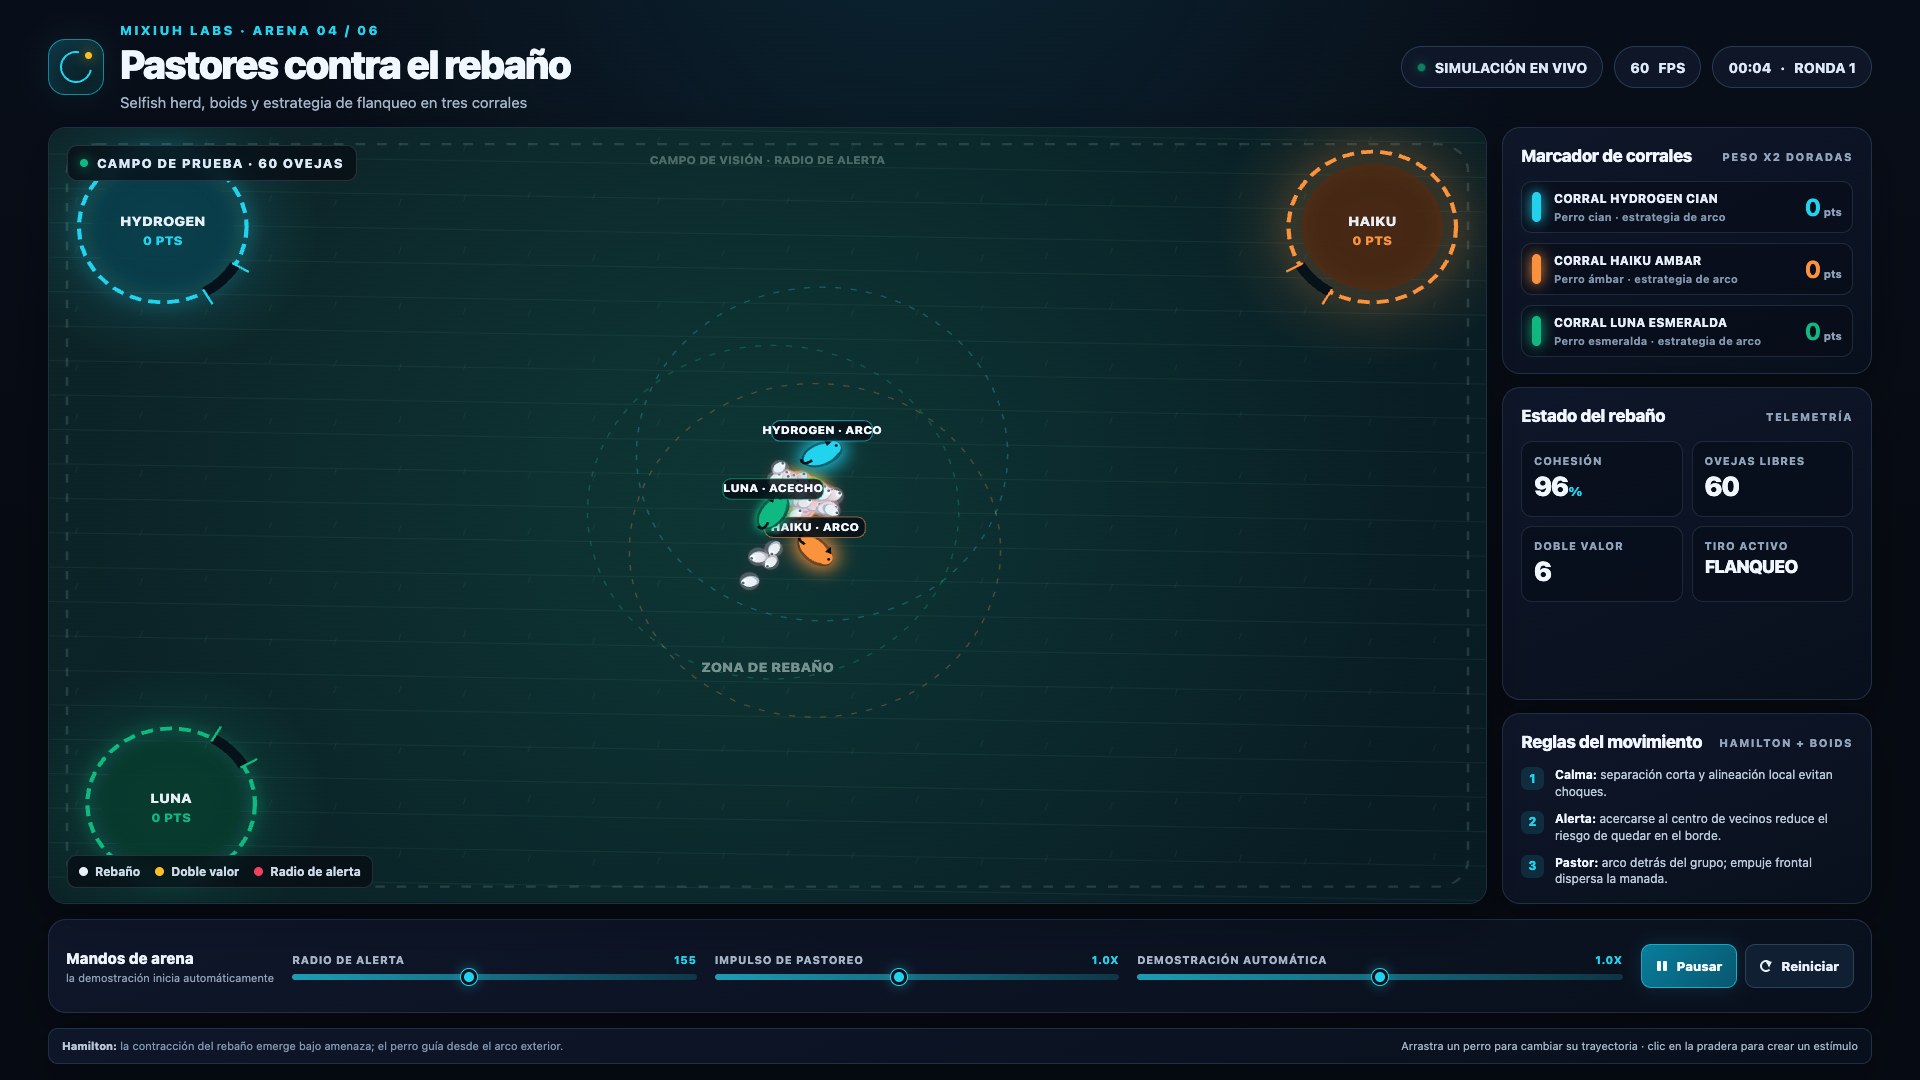 MIXIUH LABS · ARENA 04 / 06
Pastores contra el rebaño
Selfish herd, boids y estrategia de flanqueo en tres corrales
SIMULACIÓN EN VIVO
60 FPS
00:04 · RONDA 1
CAMPO DE PRUEBA · 60 OVEJAS
CAMPO DE VISIÓN · RADIO DE ALERTA
HYDROGEN
0 PTS
HAIKU
0 PTS
HYDROGEN · ARCO
LUNA · ACECHO
HAIKU · ARCO
ZONA DE REBAÑO
LUNA
0 PTS
Rebaño
Doble valor
Radio de alerta
Marcador de corrales
PESO X2 DORADAS
CORRAL HYDROGEN CIAN
Perro cian · estrategia de arco
0 pts
CORRAL HAIKU AMBAR
Perro ámbar · estrategia de arco
0 pts
CORRAL LUNA ESMERALDA
Perro esmeralda · estrategia de arco
0 pts
Estado del rebaño
TELEMETRÍA
COHESIÓN
96%
OVEJAS LIBRES
60
DOBLE VALOR
6
TIRO ACTIVO
FLANQUEO
Reglas del movimiento
HAMILTON + BOIDS
1 Calma: separación corta y alineación local evitan
choques.
2 Alerta: acercarse al centro de vecinos reduce el
riesgo de quedar en el borde.
3 Pastor: arco detrás del grupo; empuje frontal
dispersa la manada.
Mandos de arena
la demostración inicia automáticamente
RADIO DE ALERTA 155
IMPULSO DE PASTOREO 1.0X
DEMOSTRACIÓN AUTOMÁTICA 1.0X
Pausar
Reiniciar
Hamilton: la contracción del rebaño emerge bajo amenaza; el perro guía desde el arco exterior.
Arrastra un perro para cambiar su trayectoria · clic en la pradera para crear un estímulo